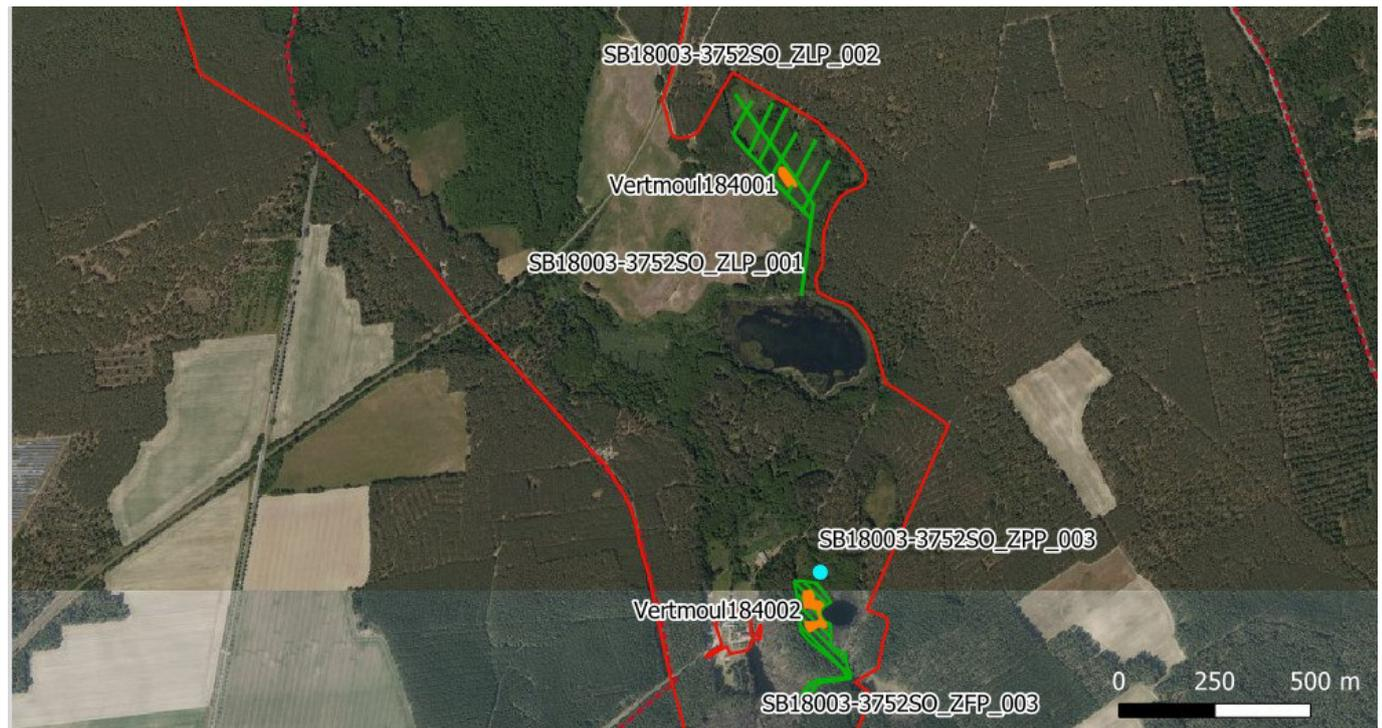 SB18003-3752SO_ZLP_002
Vertmoul184001
SB18003-3752SO_ZLP_001
SB18003-3752SO_ZPP_003
Vertmoul184002
0 250 500 m
SB18003-3752SO_ZFP_003